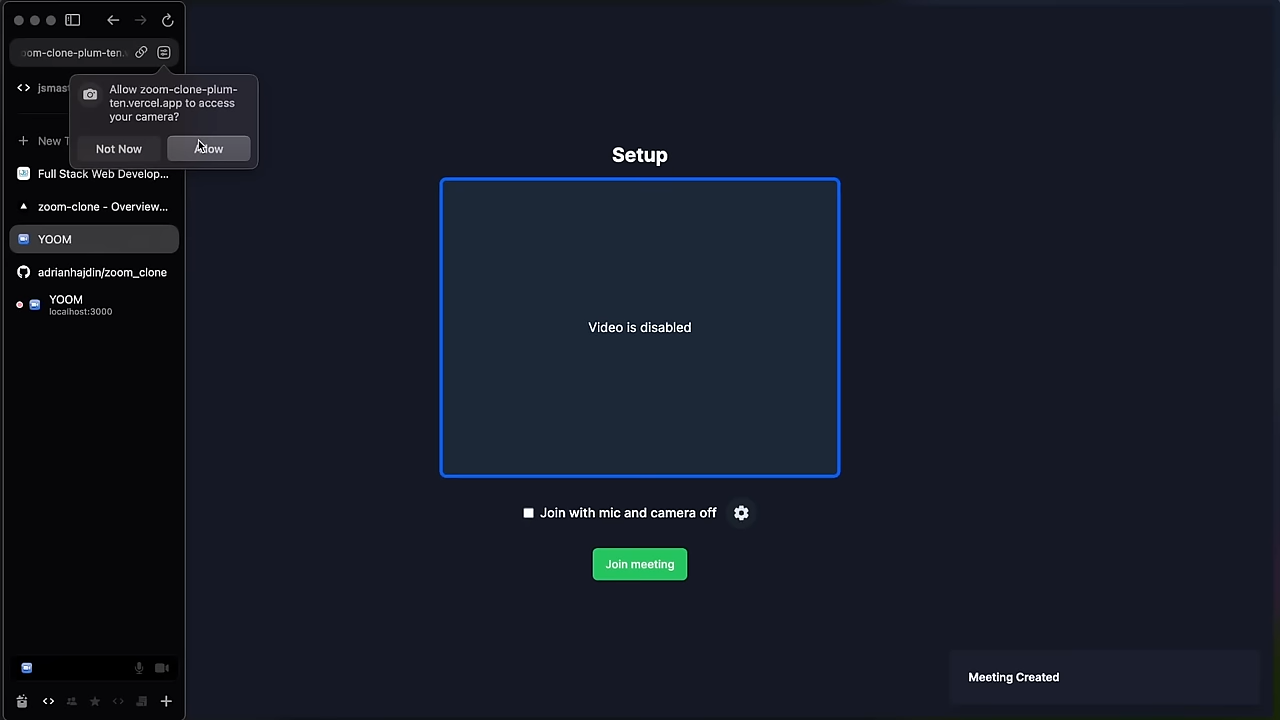 oom-clone-plum-ten.
jsmast
Allow zoom-clone-plum-
ten.vercel.app to access
your camera?
Not Now
Allow
New T
Full Stack Web Develop...
zoom-clone - Overview...
YOOM
adrianhajdin/zoom_clone
YOOM
localhost:3000
Setup
Video is disabled
Join with mic and camera off
Join meeting
Meeting Created